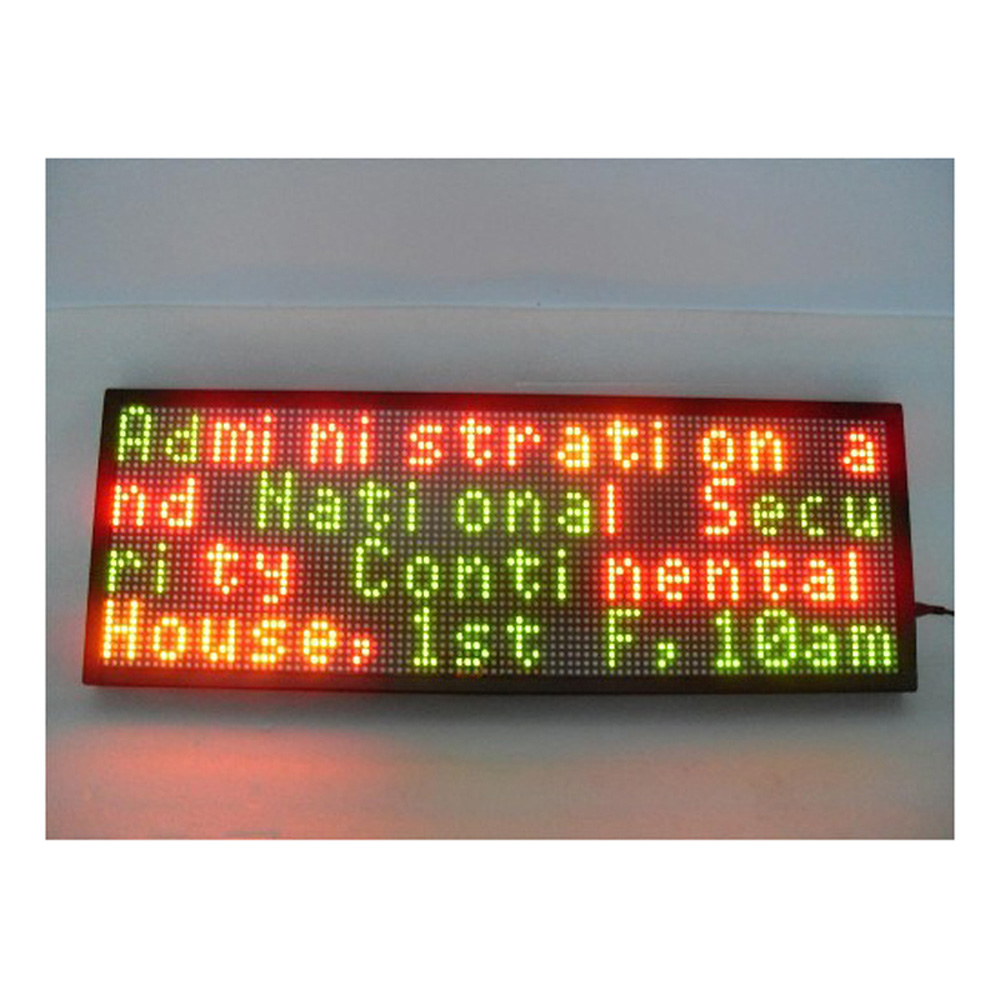 Administration a
nd National Secu
rity Continental
House, 1st F, 10am